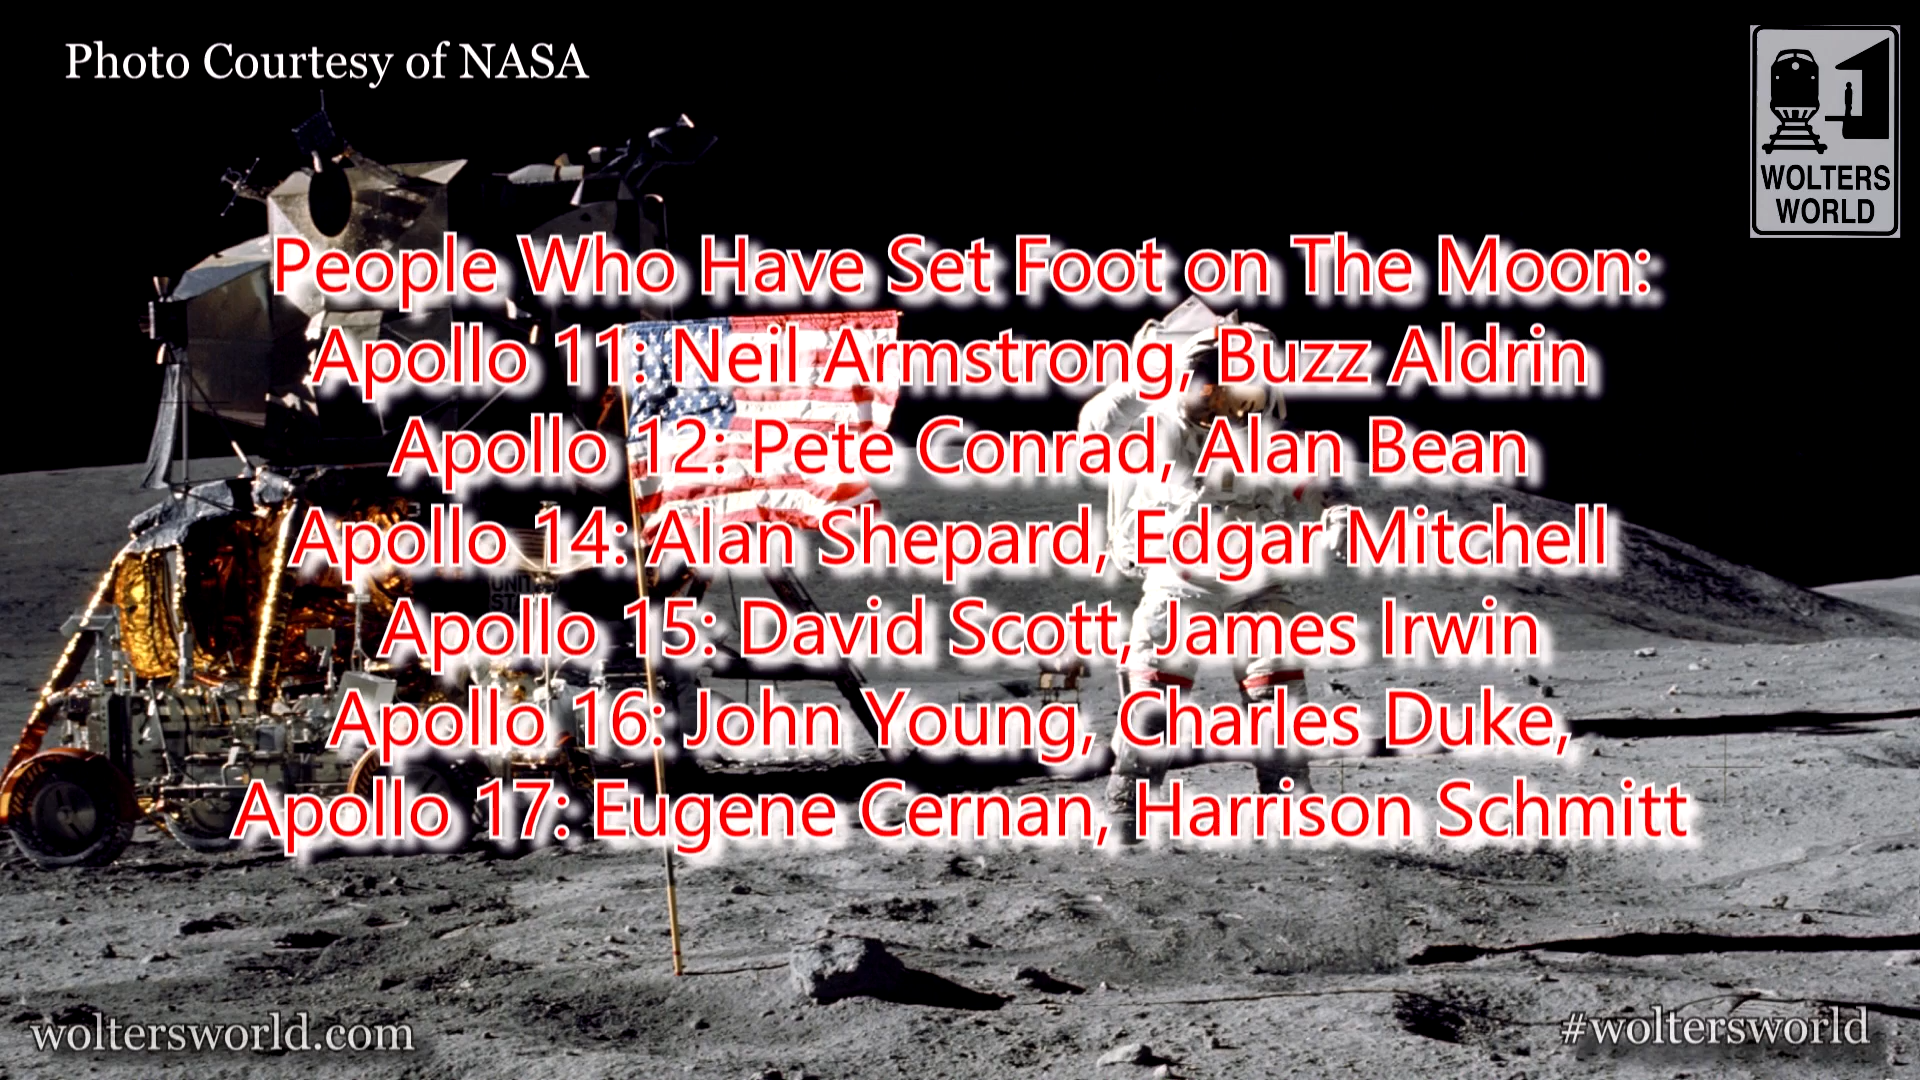 Photo Courtesy of NASA
WOLTERS
WORLD
People Who Have Set Foot on The Moon:
Apollo 11: Neil Armstrong, Buzz Aldrin
Apollo 12: Pete Conrad, Alan Bean
Apollo 14: Alan Shepard, Edgar Mitchell
Apollo 15: David Scott, James Irwin
Apollo 16: John Young, Charles Duke,
Apollo 17: Eugene Cernan, Harrison Schmitt
UNITED
woltersworld.com
#woltersworld